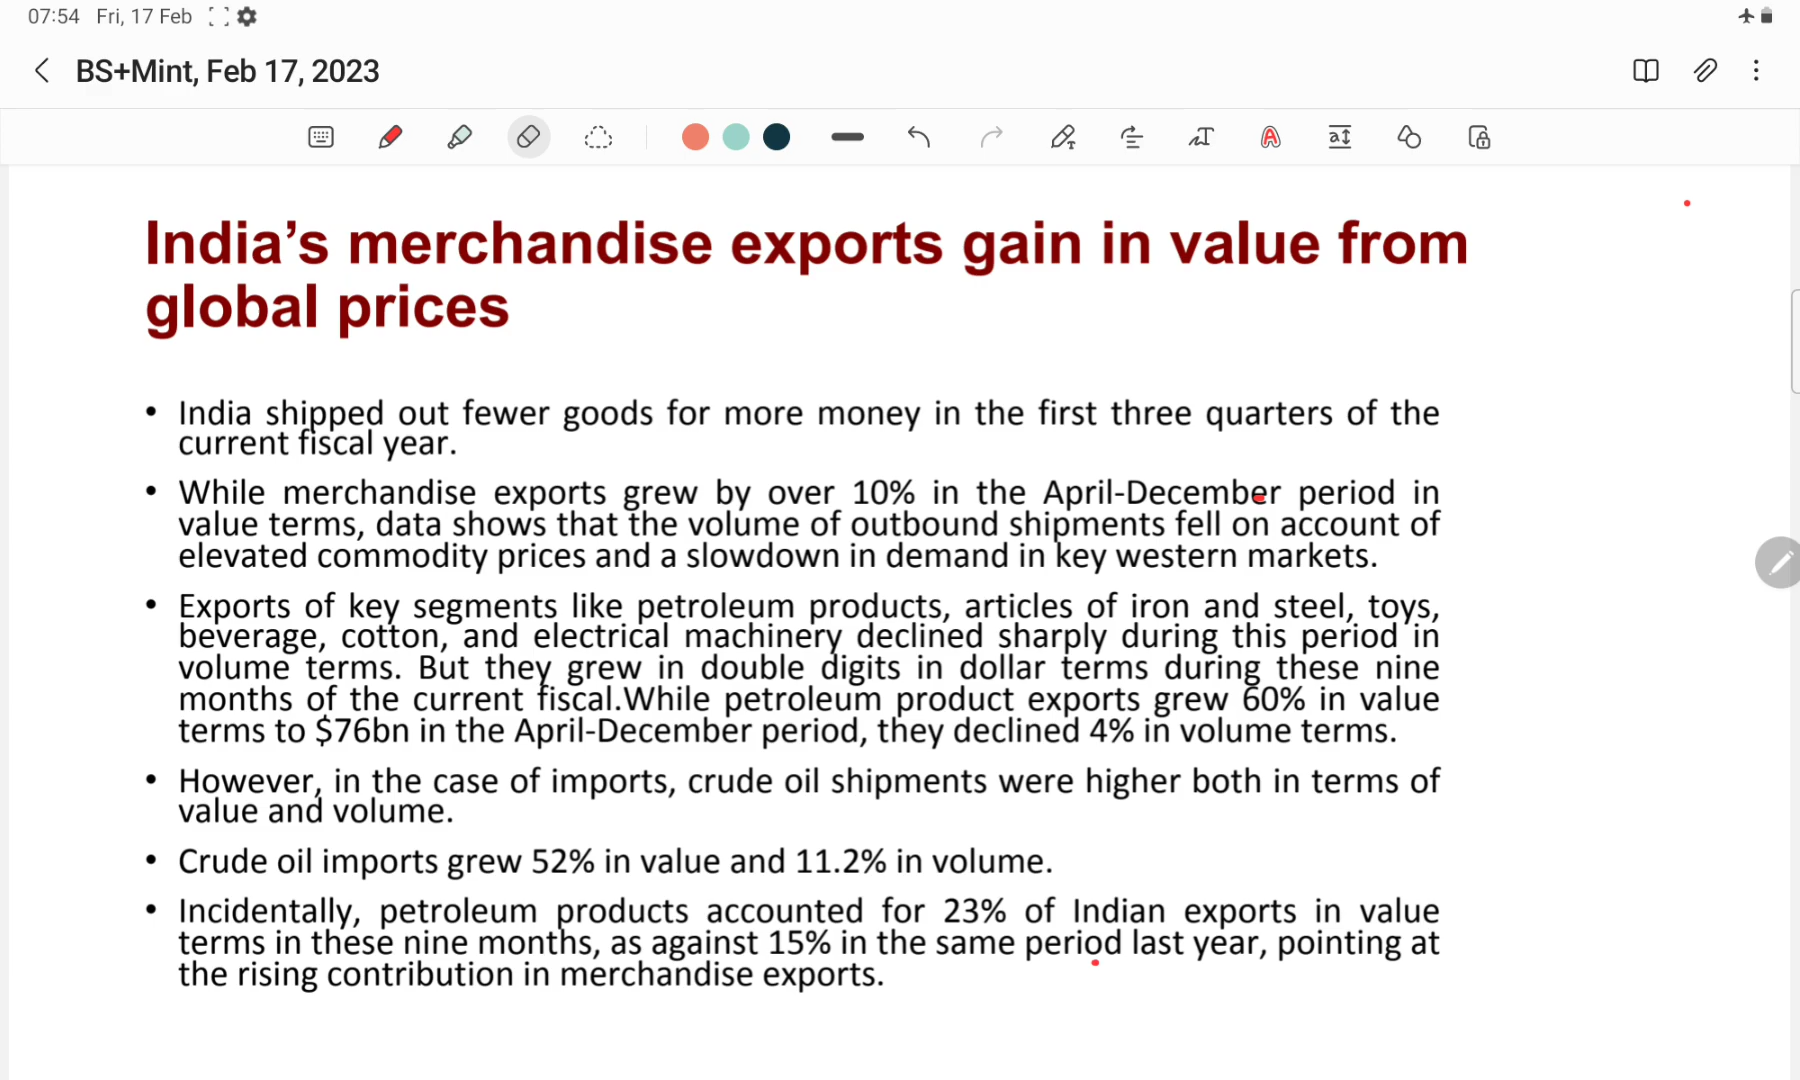 07:54 Fri, 17 Feb
BS+Mint, Feb 17, 2023
India’s merchandise exports gain in value from
global prices
• India shipped out fewer goods for more money in the first three quarters of the
current fiscal year.
• While merchandise exports grew by over 10% in the April-December period in
value terms, data shows that the volume of outbound shipments fell on account of
elevated commodity prices and a slowdown in demand in key western markets.
• Exports of key segments like petroleum products, articles of iron and steel, toys,
beverage, cotton, and electrical machinery declined sharply during this period in
volume terms. But they grew in double digits in dollar terms during these nine
months of the current fiscal.While petroleum product exports grew 60% in value
terms to $76bn in the April-December period, they declined 4% in volume terms.
• However, in the case of imports, crude oil shipments were higher both in terms of
value and volume.
• Crude oil imports grew 52% in value and 11.2% in volume.
• Incidentally, petroleum products accounted for 23% of Indian exports in value
terms in these nine months, as against 15% in the same period last year, pointing at
the rising contribution in merchandise exports.